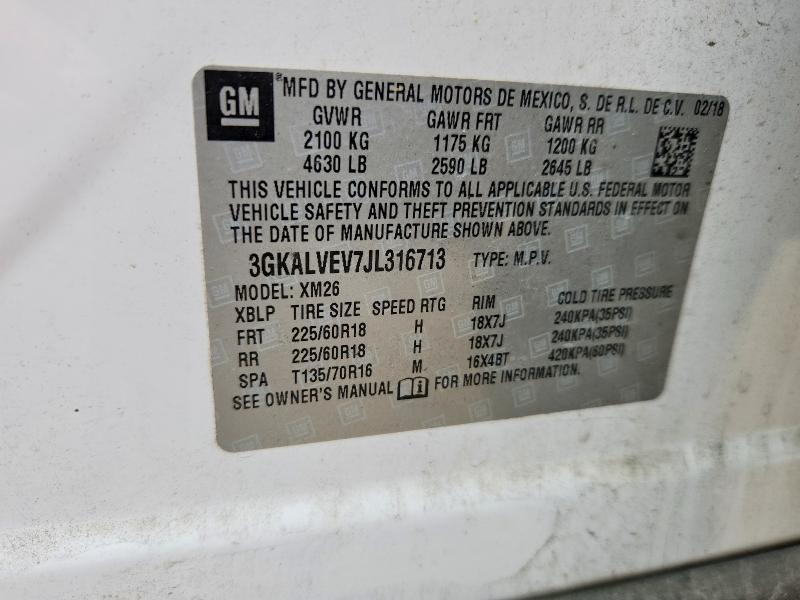 GM
MFD BY GENERAL MOTORS DE MEXICO, S. DE R.L. DE C.V. 02/18
GVWR GAWR FRT GAWR RR
2100 KG 1175 KG 1200 KG
4630 LB 2590 LB 2645 LB
THIS VEHICLE CONFORMS TO ALL APPLICABLE U.S. FEDERAL MOTOR
VEHICLE SAFETY AND THEFT PREVENTION STANDARDS IN EFFECT ON
THE DATE OF MANUFACTURE SHOWN ABOVE.
3GKALVEV7JL316713 TYPE: M.P.V.
MODEL: XM26
XBLP TIRE SIZE SPEED RTG RIM COLD TIRE PRESSURE
FRT 225/60R18 H 18X7J 240KPA(35PSI)
RR 225/60R18 H 18X7J 240KPA(35PSI)
SPA T135/70R16 M 16X4BT 420KPA(60PSI)
SEE OWNER'S MANUAL FOR MORE INFORMATION.